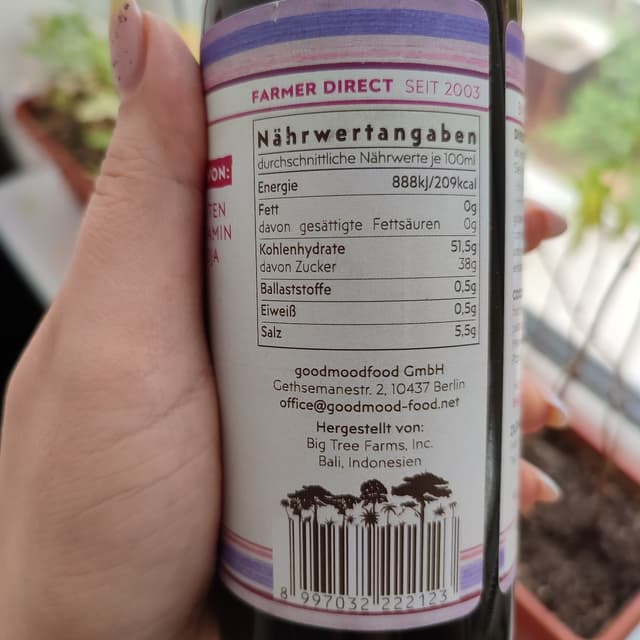 FARMER DIRECT SEIT 2003
Nährwertangaben
durchschnittliche Nährwerte je 100ml
Energie 888kJ/209kcal
Fett 0g
davon gesättigte Fettsäuren 0g
Kohlenhydrate 51,5g
davon Zucker 38g
Ballaststoffe 0,5g
Eiweiß 0,5g
Salz 5,5g
goodmoodfood GmbH
Gethsemanestr. 2, 10437 Berlin
office@goodmood-food.net
Hergestellt von:
Big Tree Farms, Inc.
Bali, Indonesien
8 997032 222123